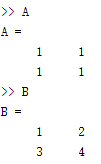 >> A
A =
1 1
1 1
>> B
B =
1 2
3 4